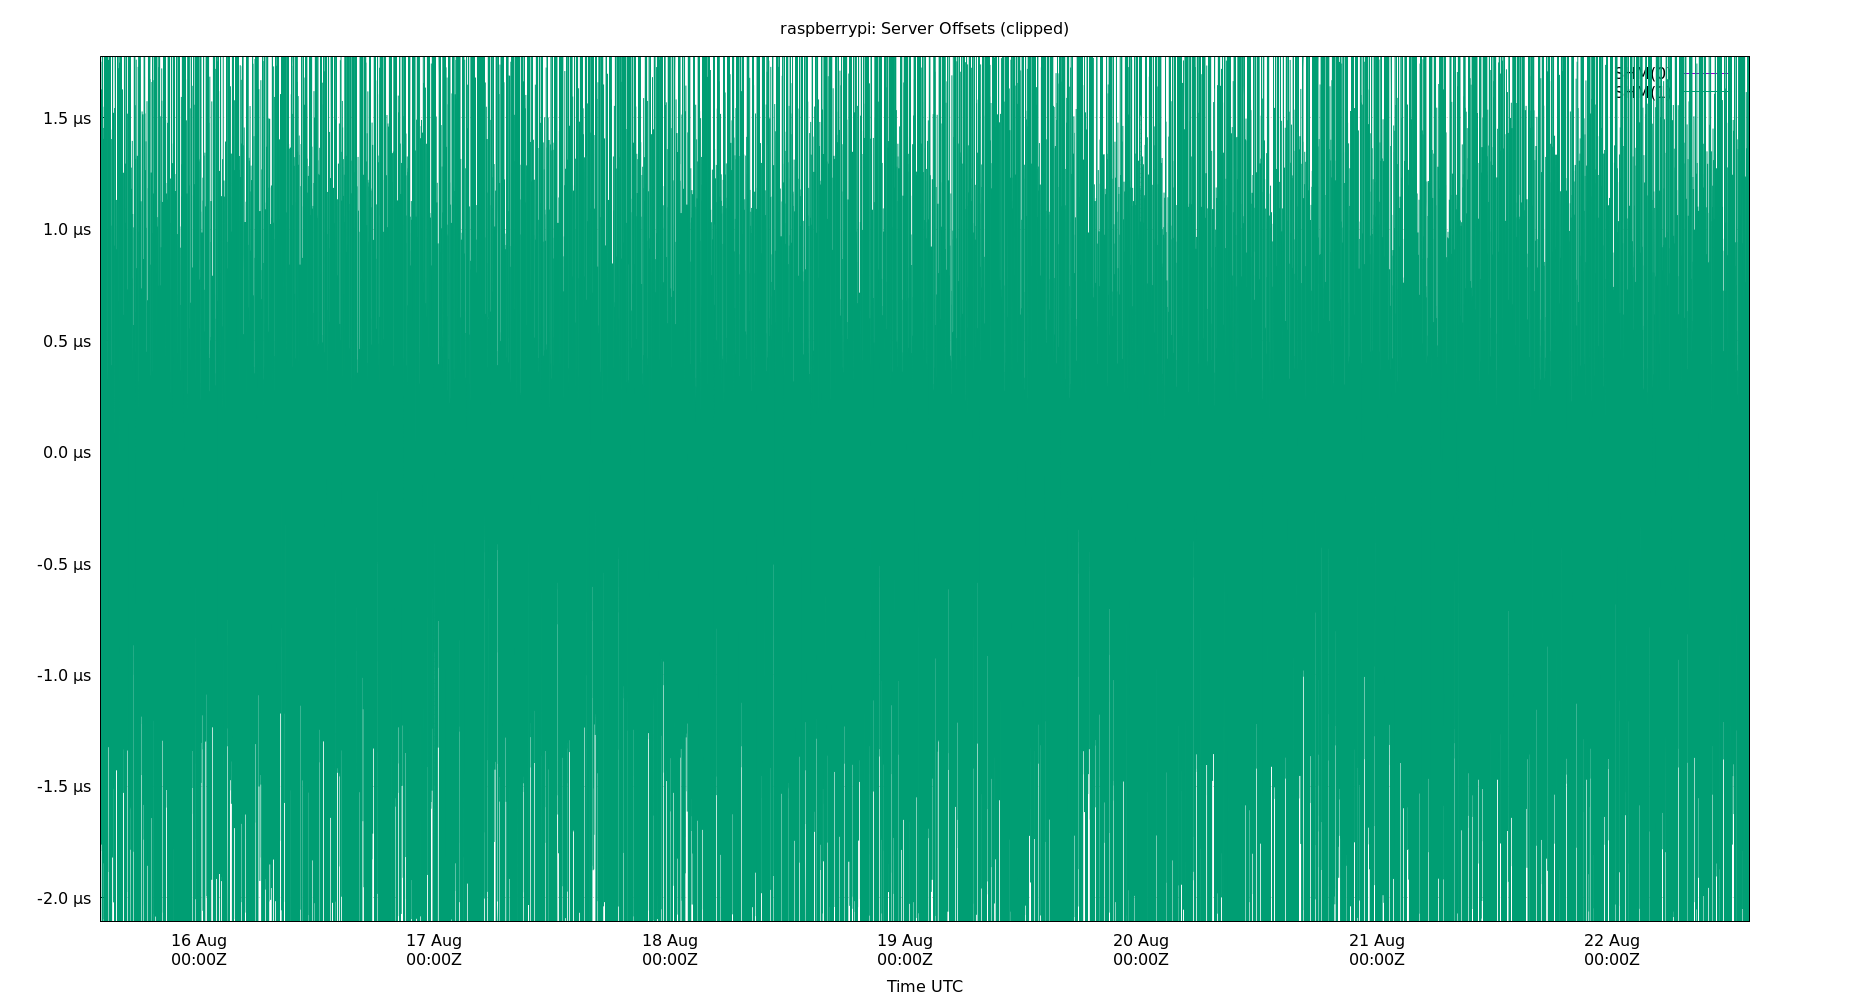 raspberrypi: Server Offsets (clipped)
1.5 µs
1.0 µs
0.5 µs
0.0 µs
-0.5 µs
-1.0 µs
-1.5 µs
-2.0 µs
16 Aug 17 Aug 18 Aug 19 Aug 20 Aug 21 Aug 22 Aug
00:00Z 00:00Z 00:00Z 00:00Z 00:00Z 00:00Z 00:00Z
Time UTC